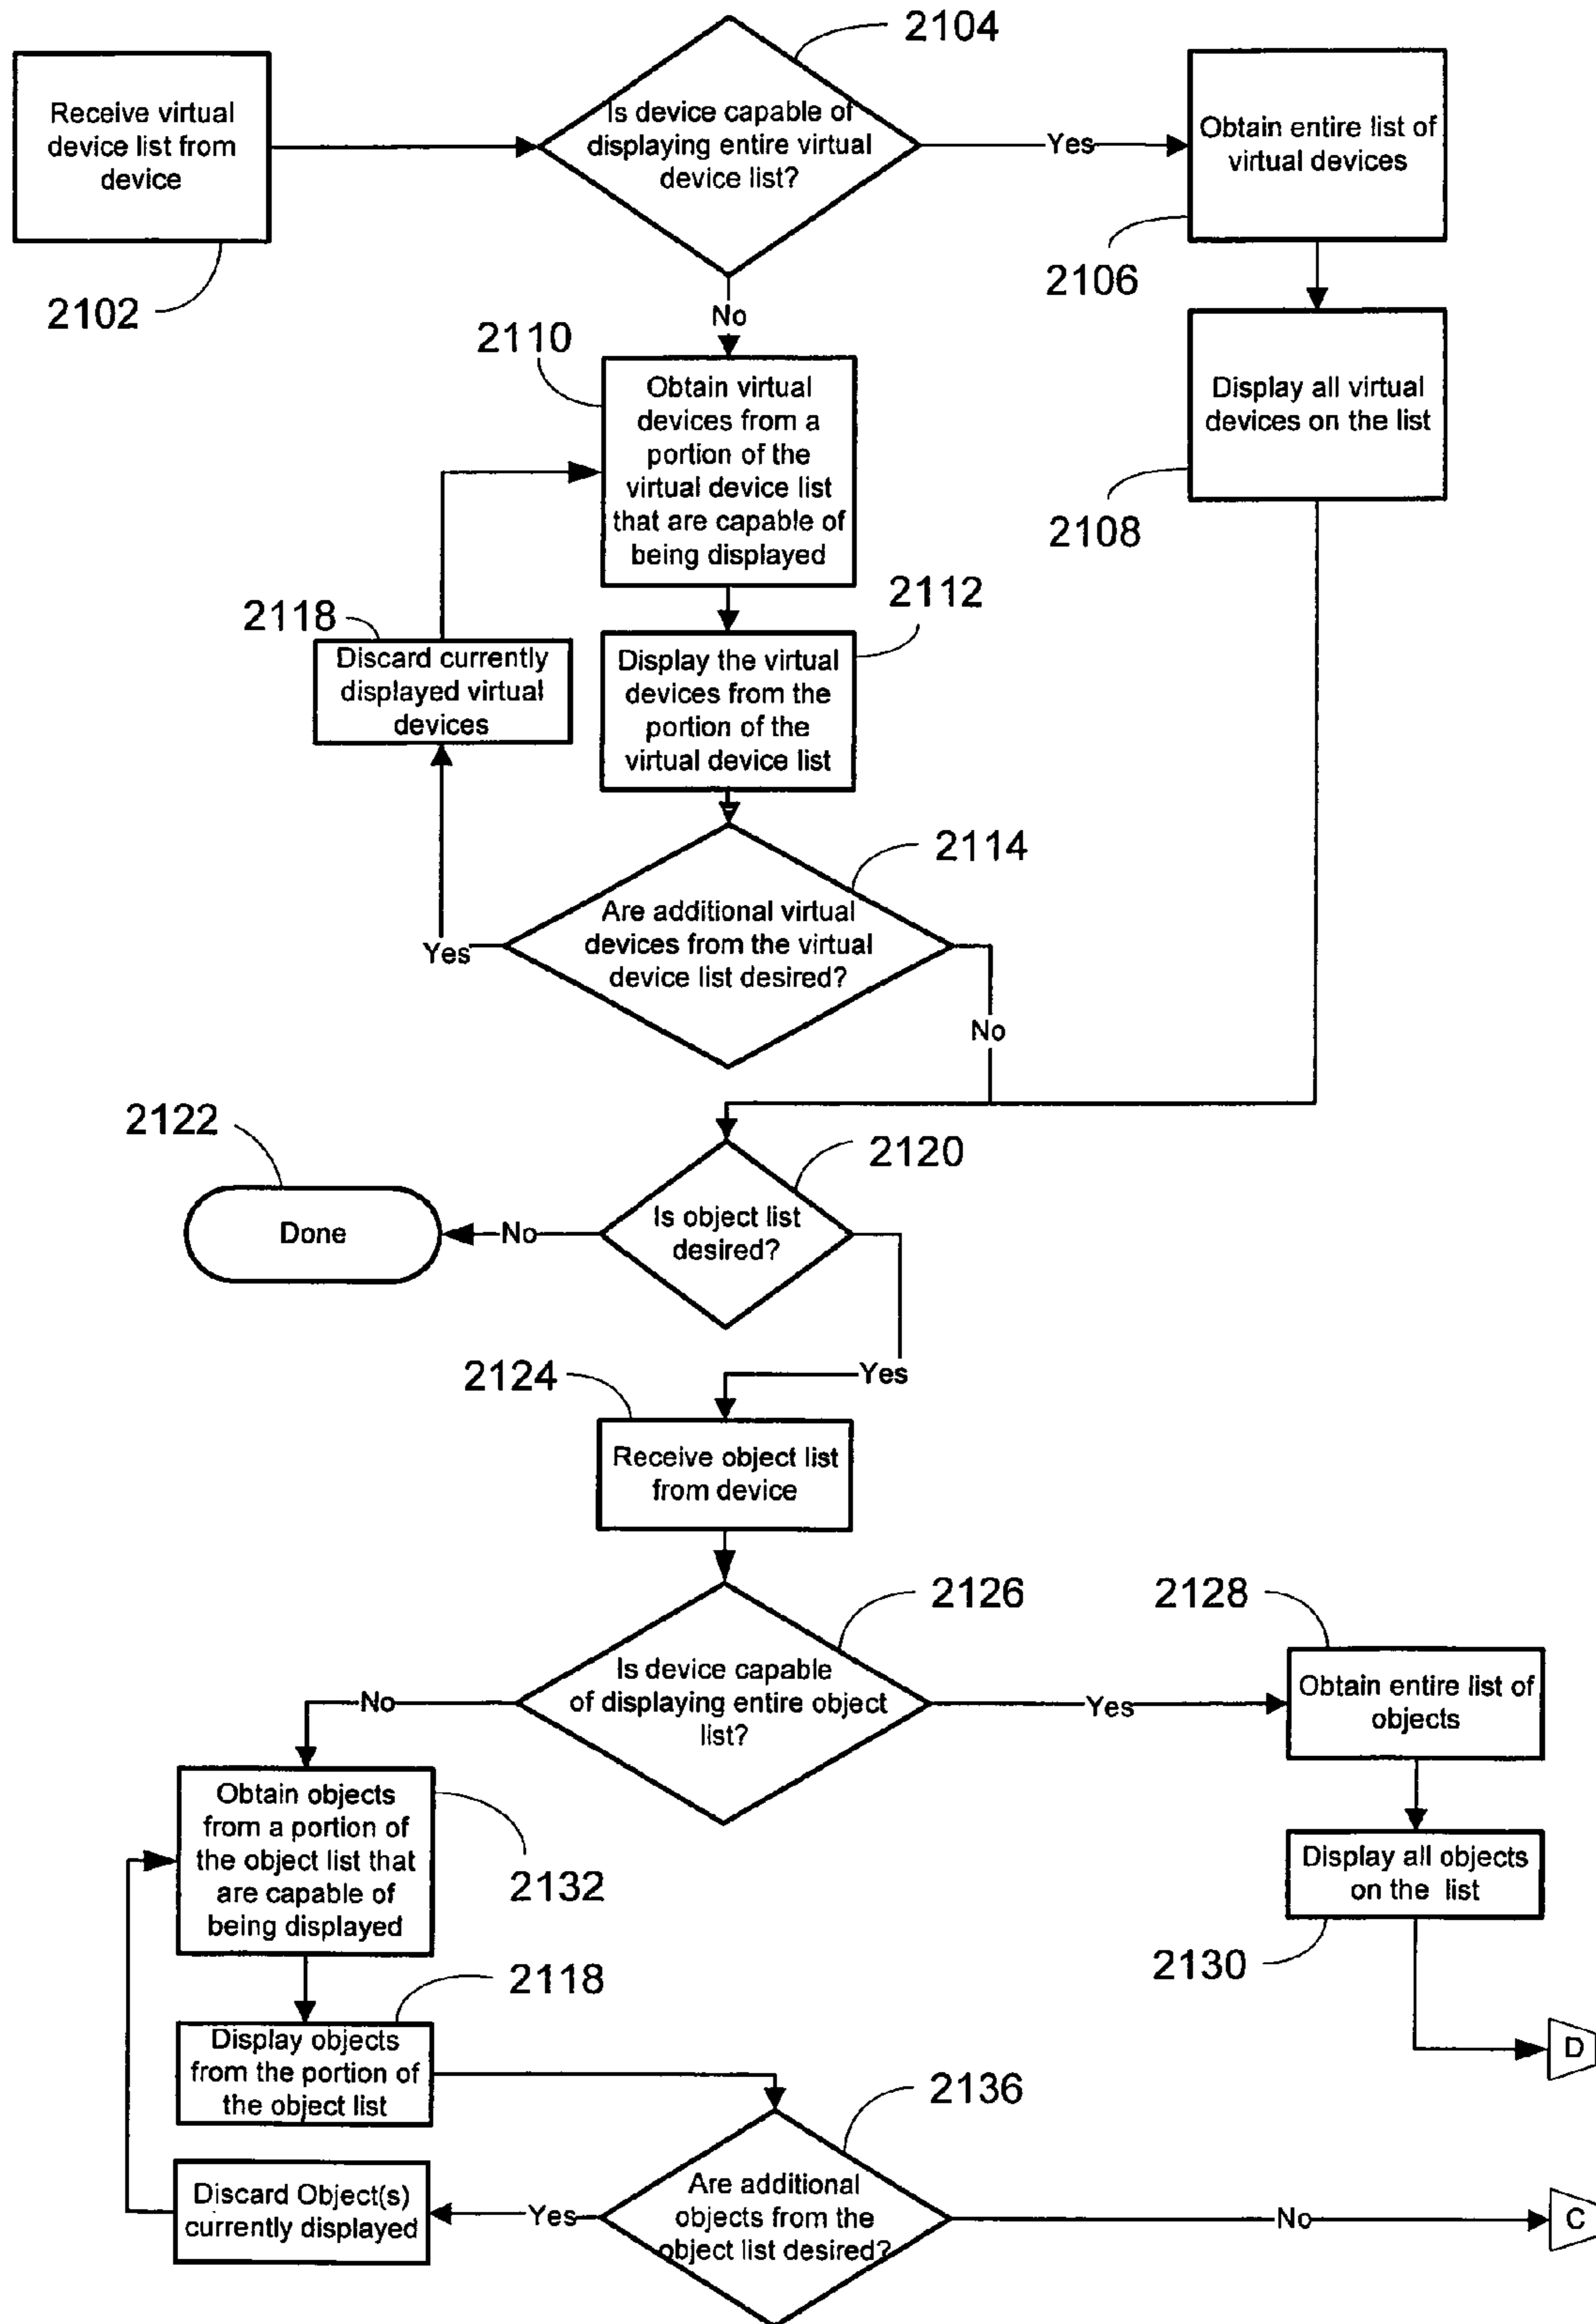 2104
Receive virtual
device list from
device
2102
Is device capable of
displaying entire virtual
device list?
Yes
Obtain entire list of
virtual devices
2106
No
2110
Obtain virtual
devices from a
portion of the
virtual device list
that are capable of
being displayed
Display all virtual
devices on the list
2108
2118
Discard currently
displayed virtual
devices
2112
Display the virtual
devices from the
portion of the
virtual device list
2114
Are additional virtual
devices from the virtual
device list desired?
Yes
No
2122
Done
No
2120
Is object list
desired?
Yes
2124
Receive object list
from device
2126
Is device capable
of displaying entire object
list?
No
Yes
2128
Obtain entire list of
objects
Obtain objects
from a portion of
the object list that
are capable of
being displayed
2132
Display all objects
on the list
2130
D
2118
Display objects
from the portion of
the object list
2136
Are additional
objects from the
object list desired?
Yes
Discard Object(s)
currently displayed
No
C